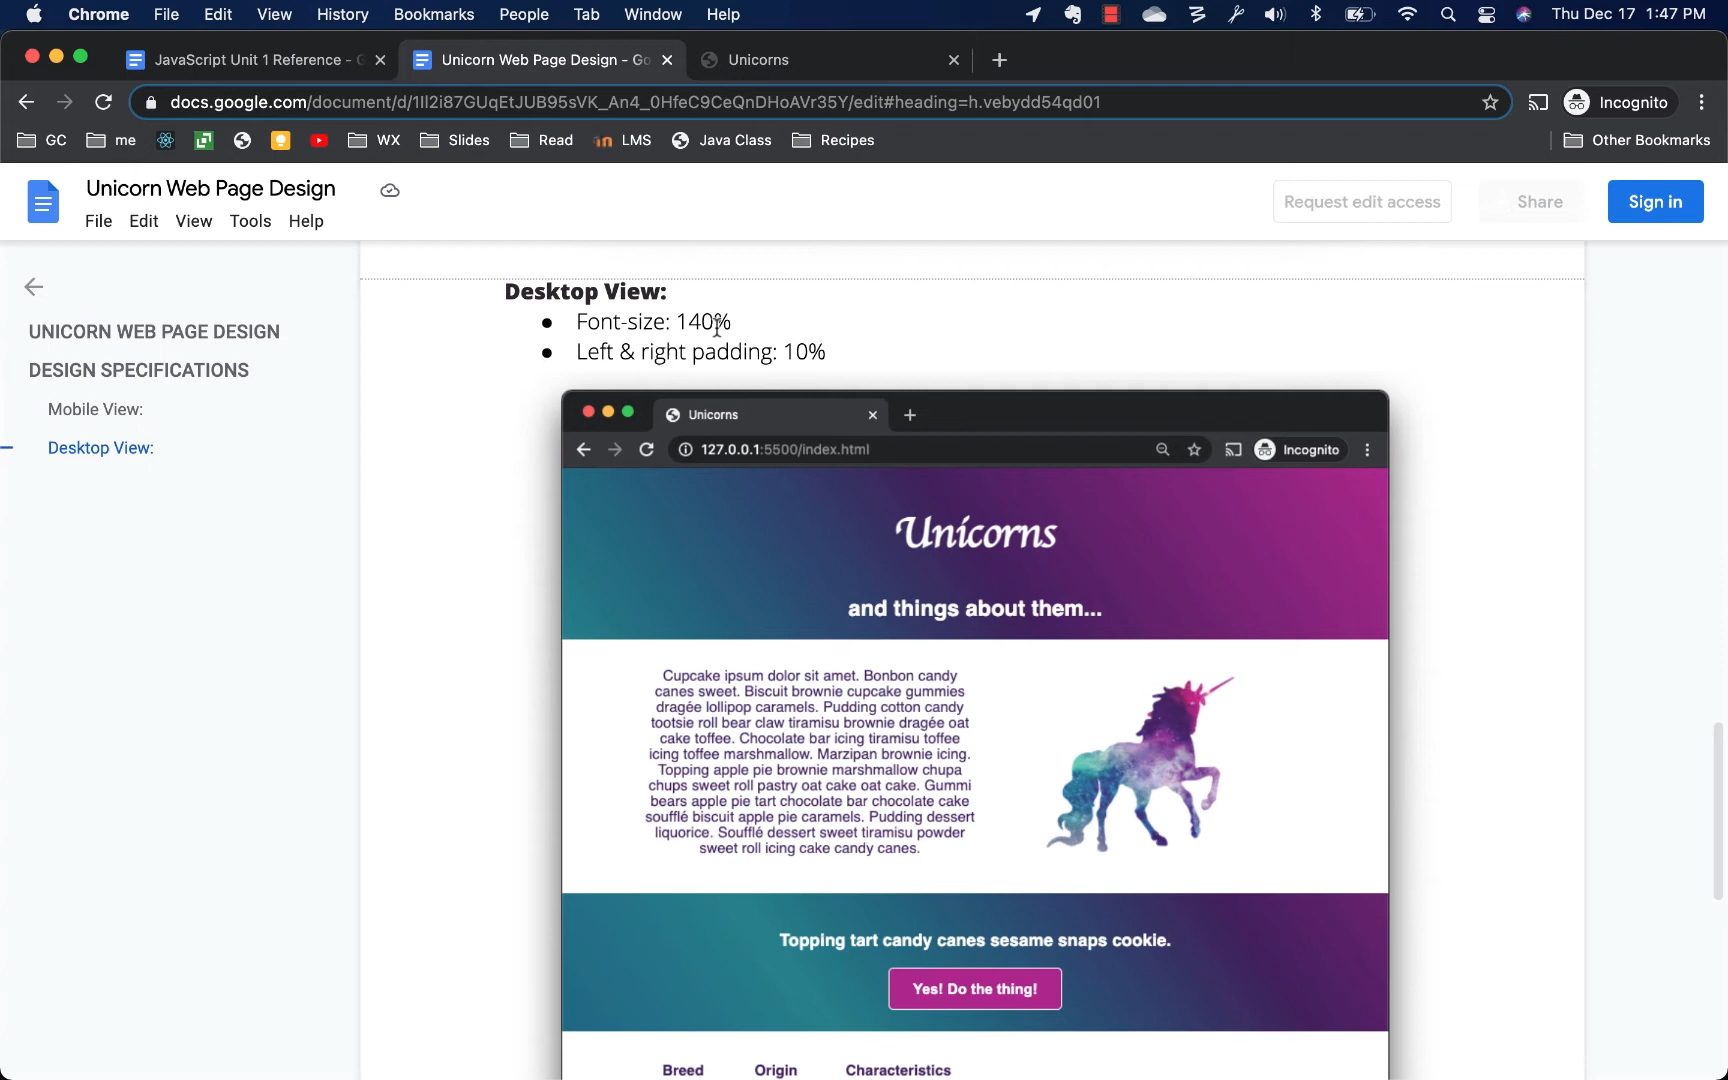 Chrome File Edit View History Bookmarks People Tab Window Help Thu Dec 17 1:47 PM
JavaScript Unit 1 Reference - G Unicorn Web Page Design - Go Unicorns
docs.google.com/document/d/1Il2i87GUqEtJUB95sVK_An4_0HfeC9CeQnDHoAVr35Y/edit#heading=h.vebydd54qd01 Incognito
GC me WX Slides Read LMS Java Class Recipes Other Bookmarks
Unicorn Web Page Design
File Edit View Tools Help
Request edit access Share Sign in
UNICORN WEB PAGE DESIGN
DESIGN SPECIFICATIONS
Mobile View:
Desktop View:
Desktop View:
● Font-size: 140%
● Left & right padding: 10%
Unicorns
127.0.0.1:5500/index.html Incognito
Unicorns
and things about them...
Cupcake ipsum dolor sit amet. Bonbon candy
canes sweet. Biscuit brownie cupcake gummies
dragée lollipop caramels. Pudding cotton candy
tootsie roll bear claw tiramisu brownie dragée oat
cake toffee. Chocolate bar icing tiramisu toffee
icing toffee marshmallow. Marzipan brownie icing.
Topping apple pie brownie marshmallow chupa
chups sweet roll pastry oat cake oat cake. Gummi
bears apple pie tart chocolate bar chocolate cake
soufflé biscuit apple pie caramels. Pudding dessert
liquorice. Soufflé dessert sweet tiramisu powder
sweet roll icing cake candy canes.
Topping tart candy canes sesame snaps cookie.
Yes! Do the thing!
Breed Origin Characteristics